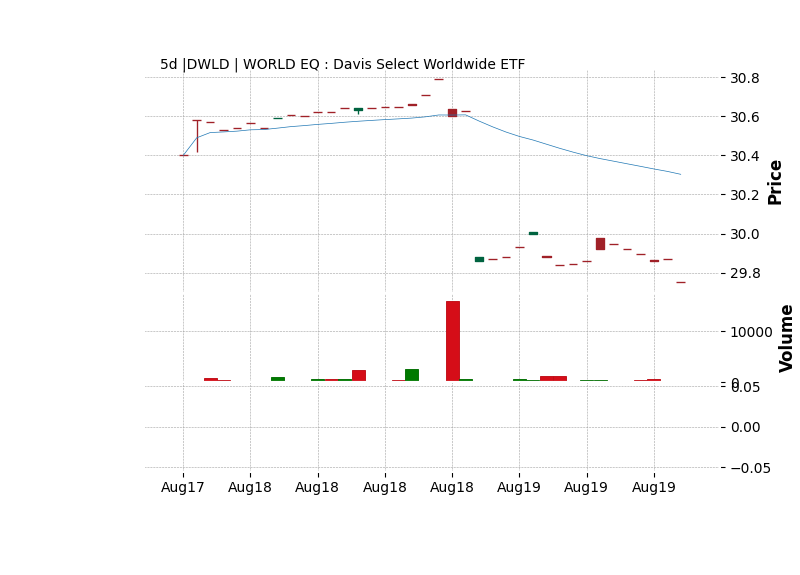 5d |DWLD | WORLD EQ : Davis Select Worldwide ETF
30.8
30.6
30.4
30.2
30.0
29.8
Price
10000
0
Volume
0.05
0.00
−0.05
Aug17 Aug18 Aug18 Aug18 Aug18 Aug19 Aug19 Aug19